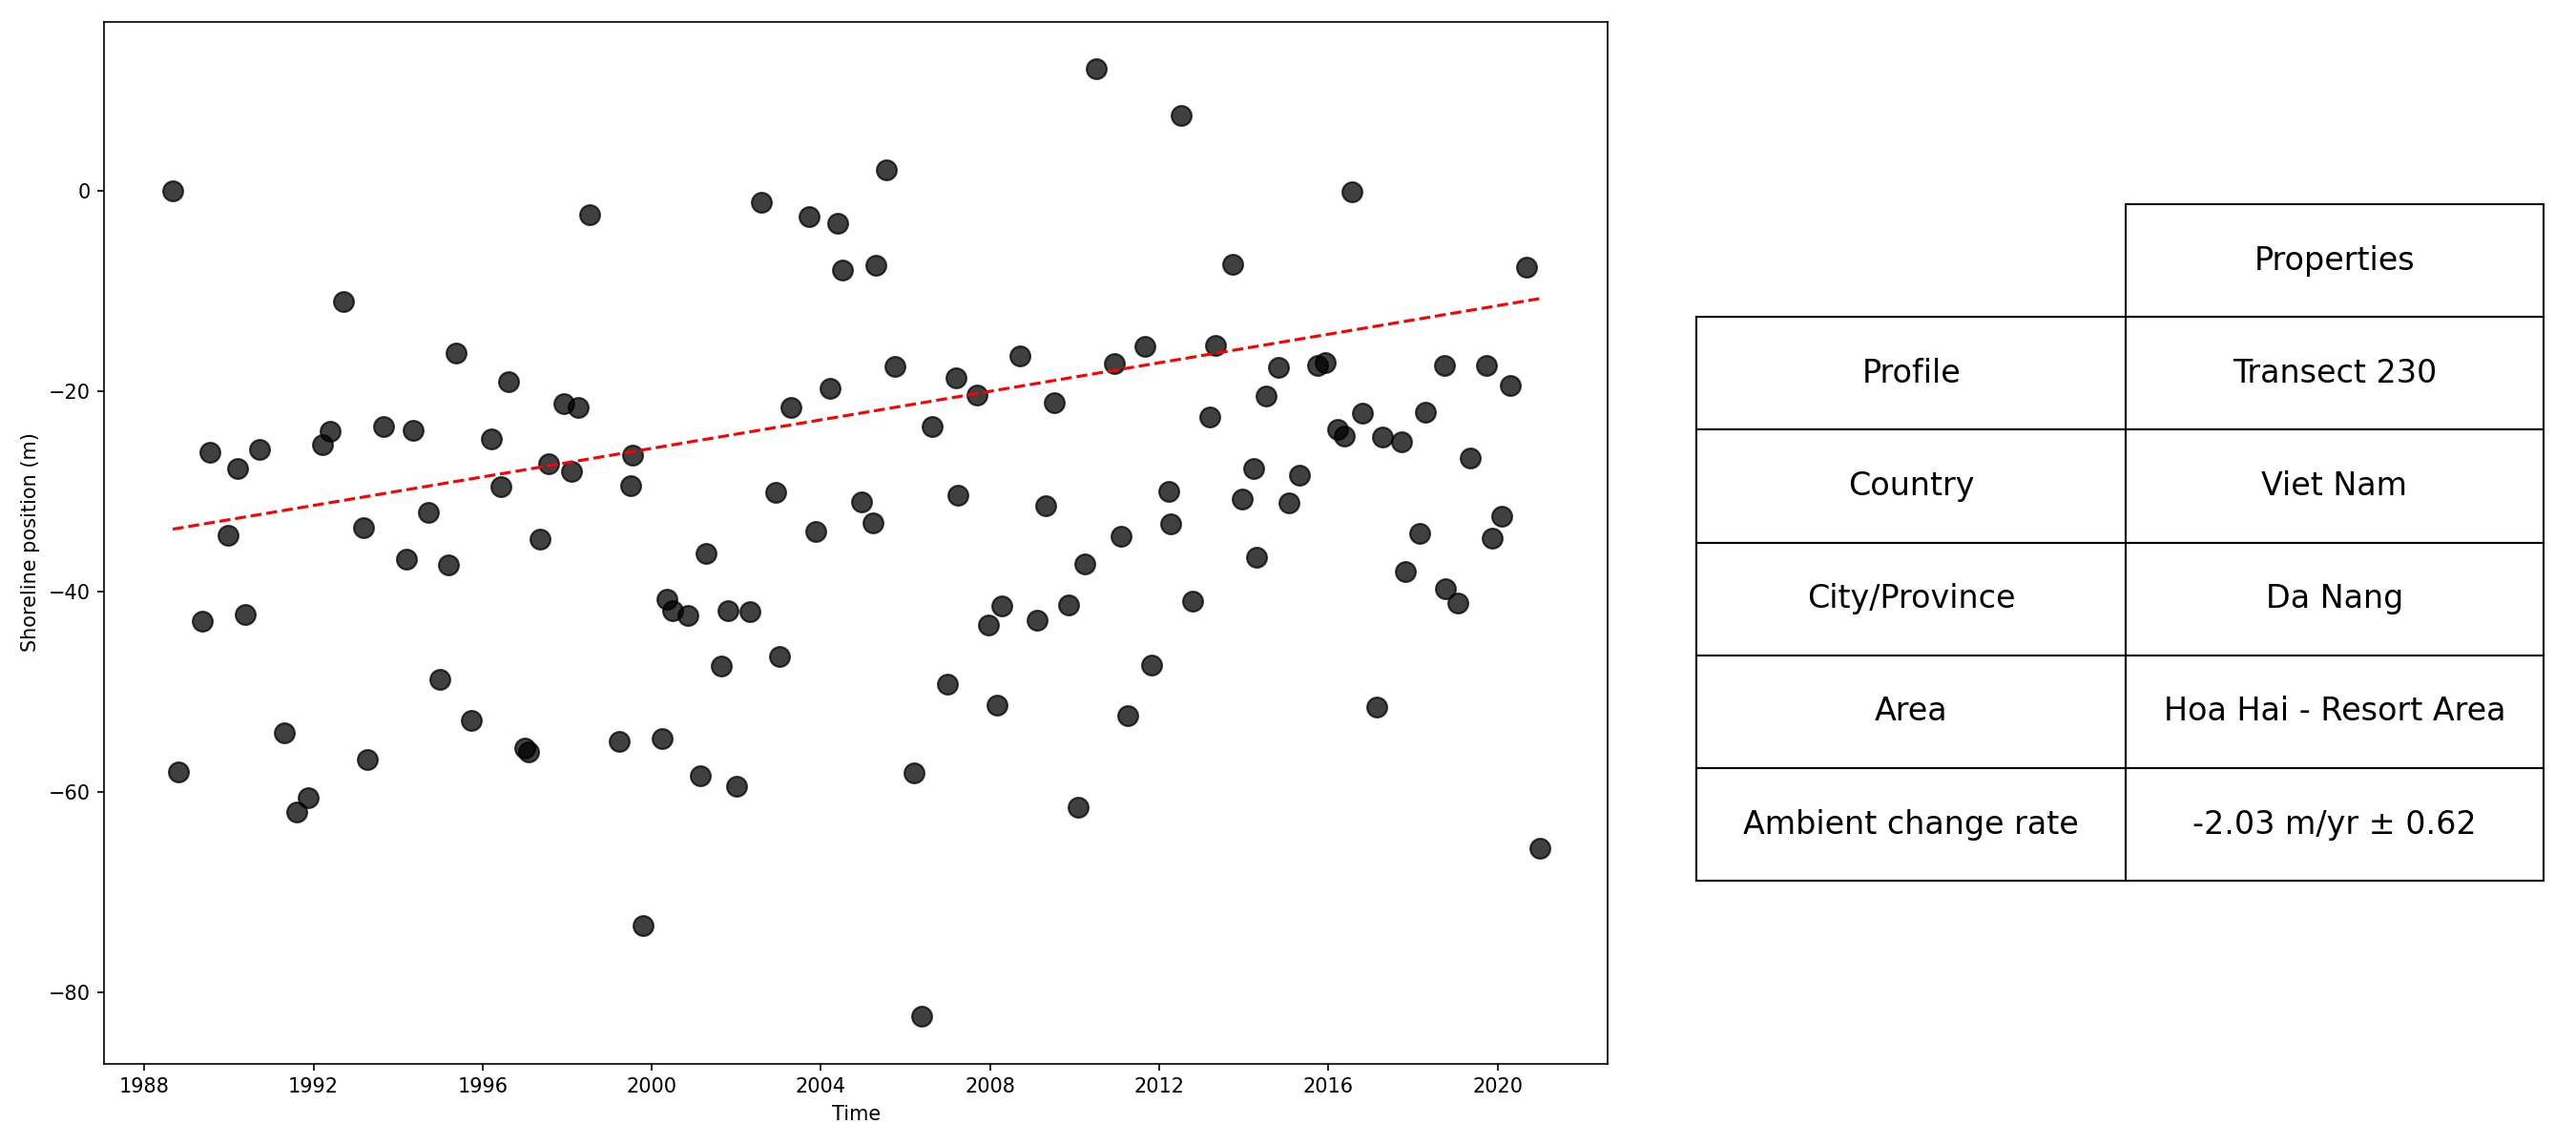 Shoreline position (m)
0
−20
−40
−60
−80
1988 1992 1996 2000 2004 2008 2012 2016 2020
Time
Properties
Profile Transect 230
Country Viet Nam
City/Province Da Nang
Area Hoa Hai - Resort Area
Ambient change rate -2.03 m/yr ± 0.62